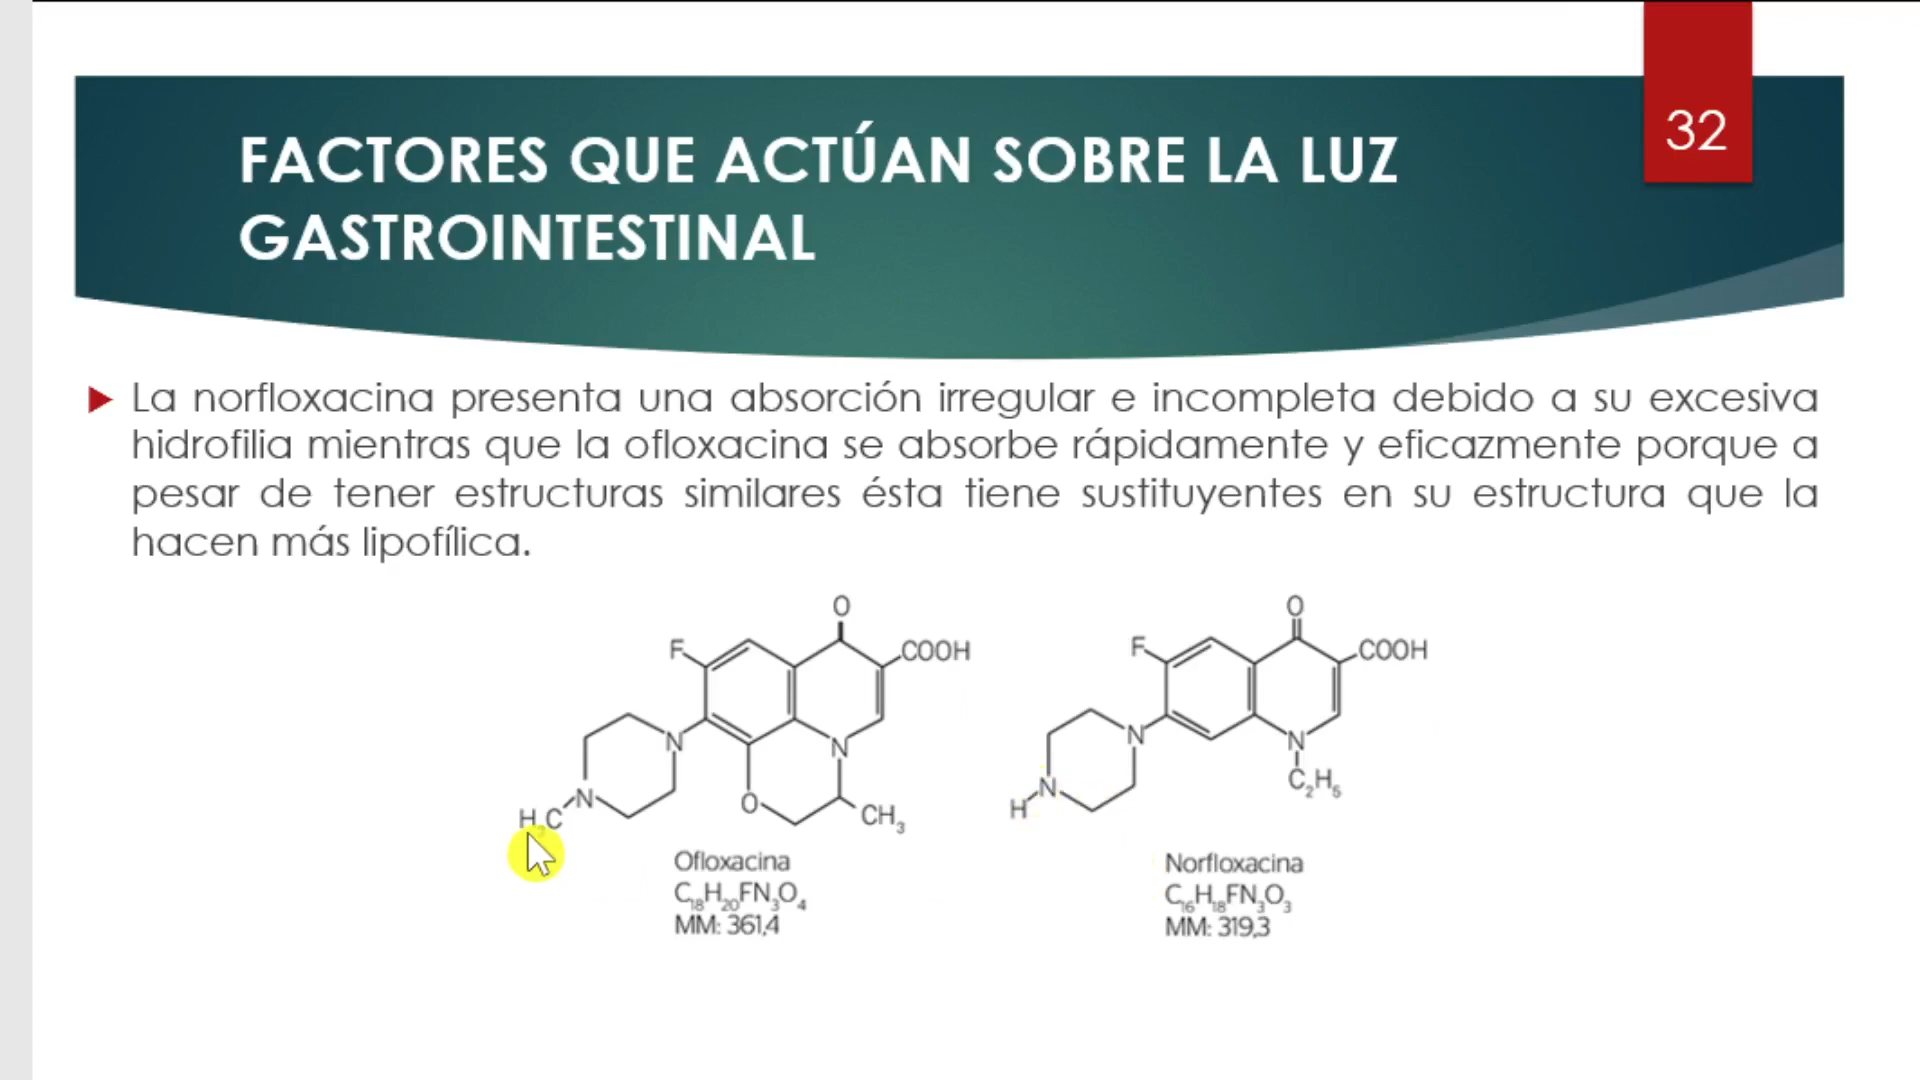 32
FACTORES QUE ACTÚAN SOBRE LA LUZ
GASTROINTESTINAL
La norfloxacina presenta una absorción irregular e incompleta debido a su excesiva
hidrofilia mientras que la ofloxacina se absorbe rápidamente y eficazmente porque a
pesar de tener estructuras similares ésta tiene sustituyentes en su estructura que la
hacen más lipofílica.
O
F
COOH
N
N
N
H₃C
O
CH₃
Ofloxacina
C₁₈H₂₀FN₃O₄
MM: 361,4
O
F
COOH
N
N
N
H
C₂H₅
Norfloxacina
C₁₆H₁₈FN₃O₃
MM: 319,3